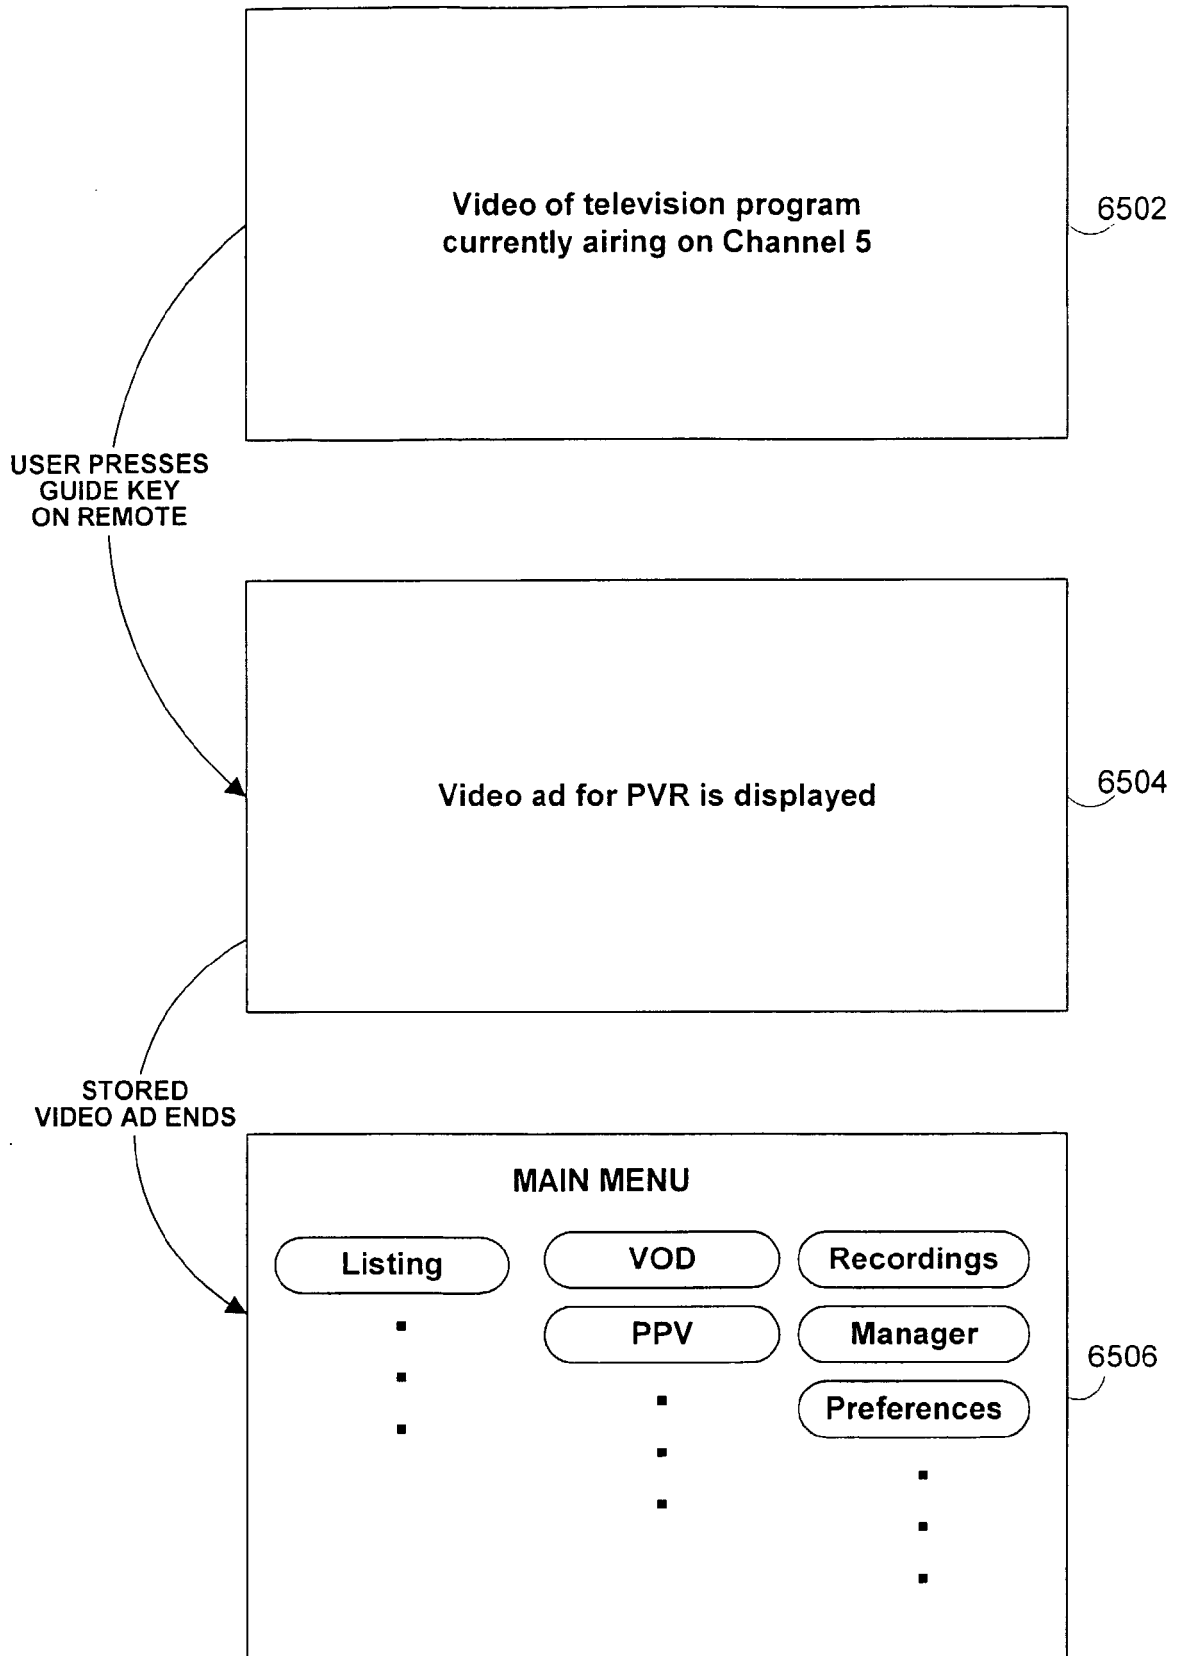 Video of television program
currently airing on Channel 5
6502
USER PRESSES
GUIDE KEY
ON REMOTE
Video ad for PVR is displayed
6504
STORED
VIDEO AD ENDS
MAIN MENU
Listing
VOD
PPV
Recordings
Manager
Preferences
6506